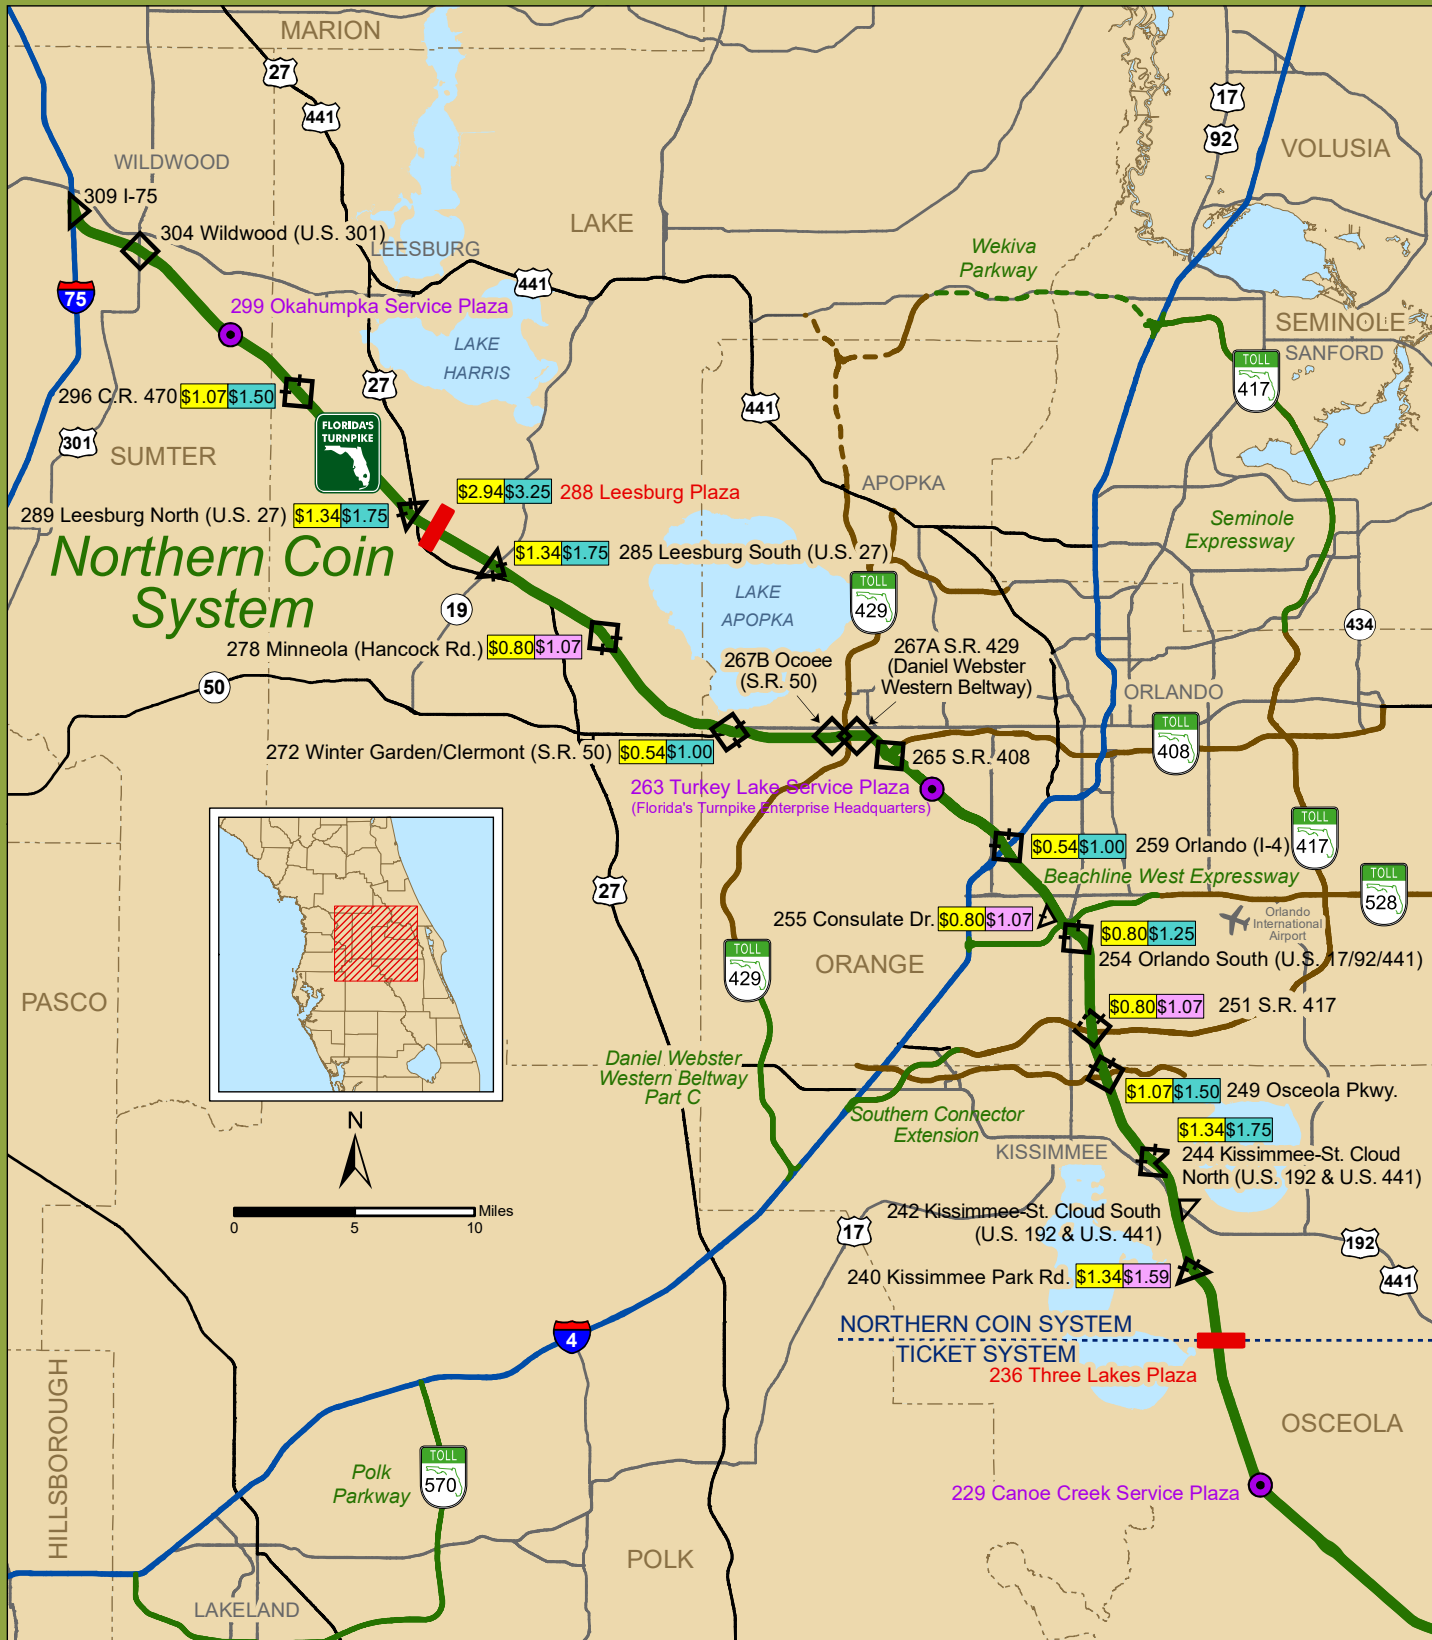 MARION
27
441
17
92
VOLUSIA
WILDWOOD
309 I-75
304 Wildwood (U.S. 301)
LEESBURG
LAKE
Wekiva
Parkway
75
441
299 Okahumpka Service Plaza
SEMINOLE
SANFORD
LAKE
HARRIS
TOLL
417
27
296 C.R. 470 $1.07 $1.50
441
301
SUMTER
FLORIDA'S
TURNPIKE
APOPKA
$2.94 $3.25 288 Leesburg Plaza
289 Leesburg North (U.S. 27) $1.34 $1.75
Seminole
Expressway
Northern Coin
System
$1.34 $1.75 285 Leesburg South (U.S. 27)
LAKE
APOPKA
TOLL
429
19
434
278 Minneola (Hancock Rd.) $0.80 $1.07
267B Ocoee
(S.R. 50)
267A S.R. 429
(Daniel Webster
Western Beltway)
50
ORLANDO
TOLL
408
272 Winter Garden/Clermont (S.R. 50) $0.54 $1.00
265 S.R. 408
263 Turkey Lake Service Plaza
(Florida's Turnpike Enterprise Headquarters)
$0.54 $1.00 259 Orlando (I-4)
TOLL
417
Beachline West Expressway
27
TOLL
528
255 Consulate Dr. $0.80 $1.07
Orlando
International
Airport
$0.80 $1.25
254 Orlando South (U.S. 17/92/441)
TOLL
429
ORANGE
PASCO
$0.80 $1.07 251 S.R. 417
Daniel Webster
Western Beltway
Part C
$1.07 $1.50 249 Osceola Pkwy.
Southern Connector
Extension
N
$1.34 $1.75
244 Kissimmee-St. Cloud
North (U.S. 192 & U.S. 441)
KISSIMMEE
Miles
0 5 10
242 Kissimmee-St. Cloud South
(U.S. 192 & U.S. 441)
17
192
441
240 Kissimmee Park Rd. $1.34 $1.59
NORTHERN COIN SYSTEM
TICKET SYSTEM
4
236 Three Lakes Plaza
HILLSBOROUGH
OSCEOLA
Polk
Parkway
TOLL
570
229 Canoe Creek Service Plaza
POLK
LAKELAND